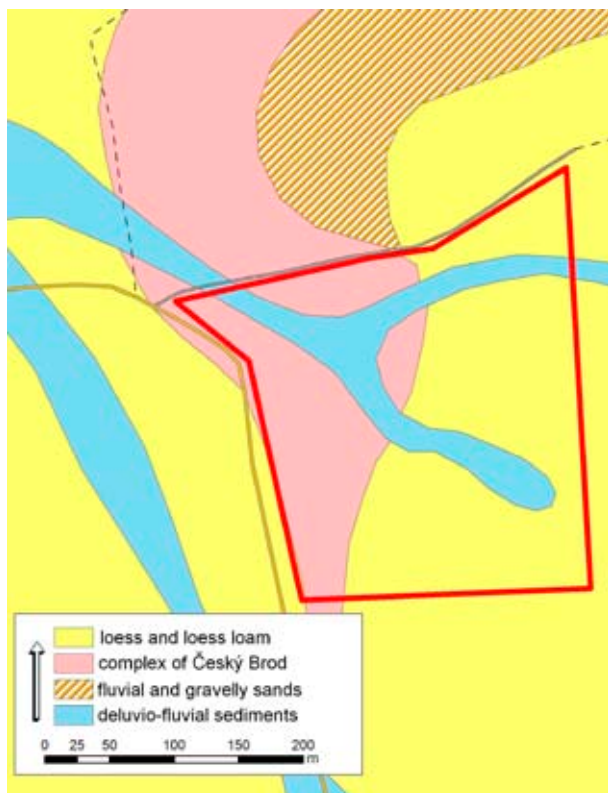 loess and loess loam
complex of Český Brod
fluvial and gravelly sands
deluvio-fluvial sediments
0 25 50 100 150 200
m